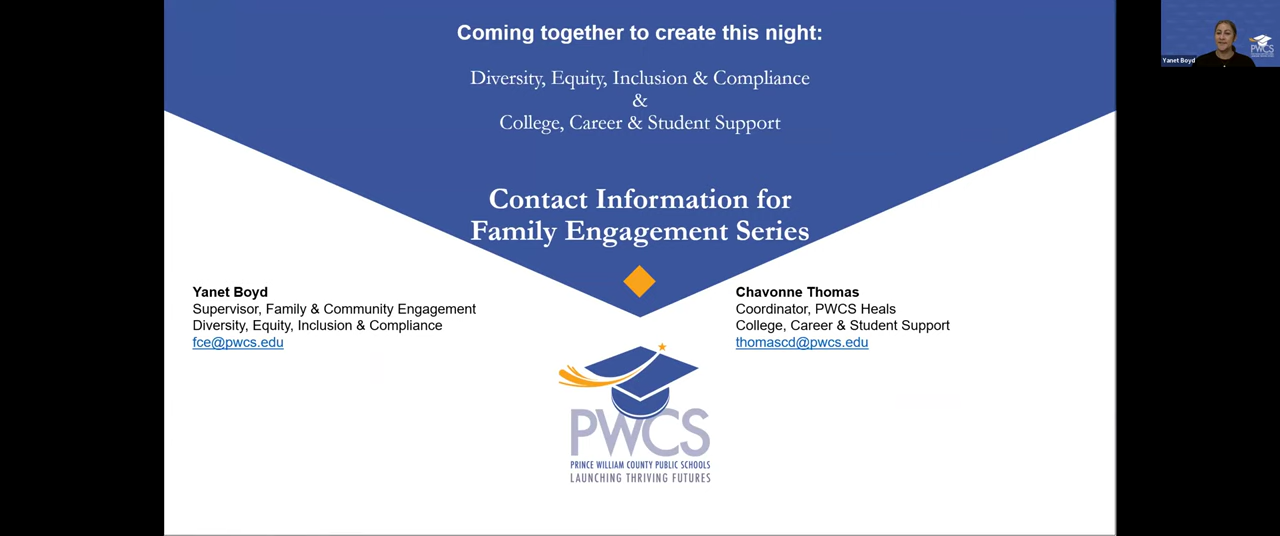 Coming together to create this night:
Diversity, Equity, Inclusion & Compliance
&
College, Career & Student Support
Contact Information for
Family Engagement Series
Yanet Boyd
Supervisor, Family & Community Engagement
Diversity, Equity, Inclusion & Compliance
fce@pwcs.edu
Chavonne Thomas
Coordinator, PWCS Heals
College, Career & Student Support
thomascd@pwcs.edu
PWCS
PRINCE WILLIAM COUNTY PUBLIC SCHOOLS
LAUNCHING THRIVING FUTURES
Yanet Boyd
PWCS